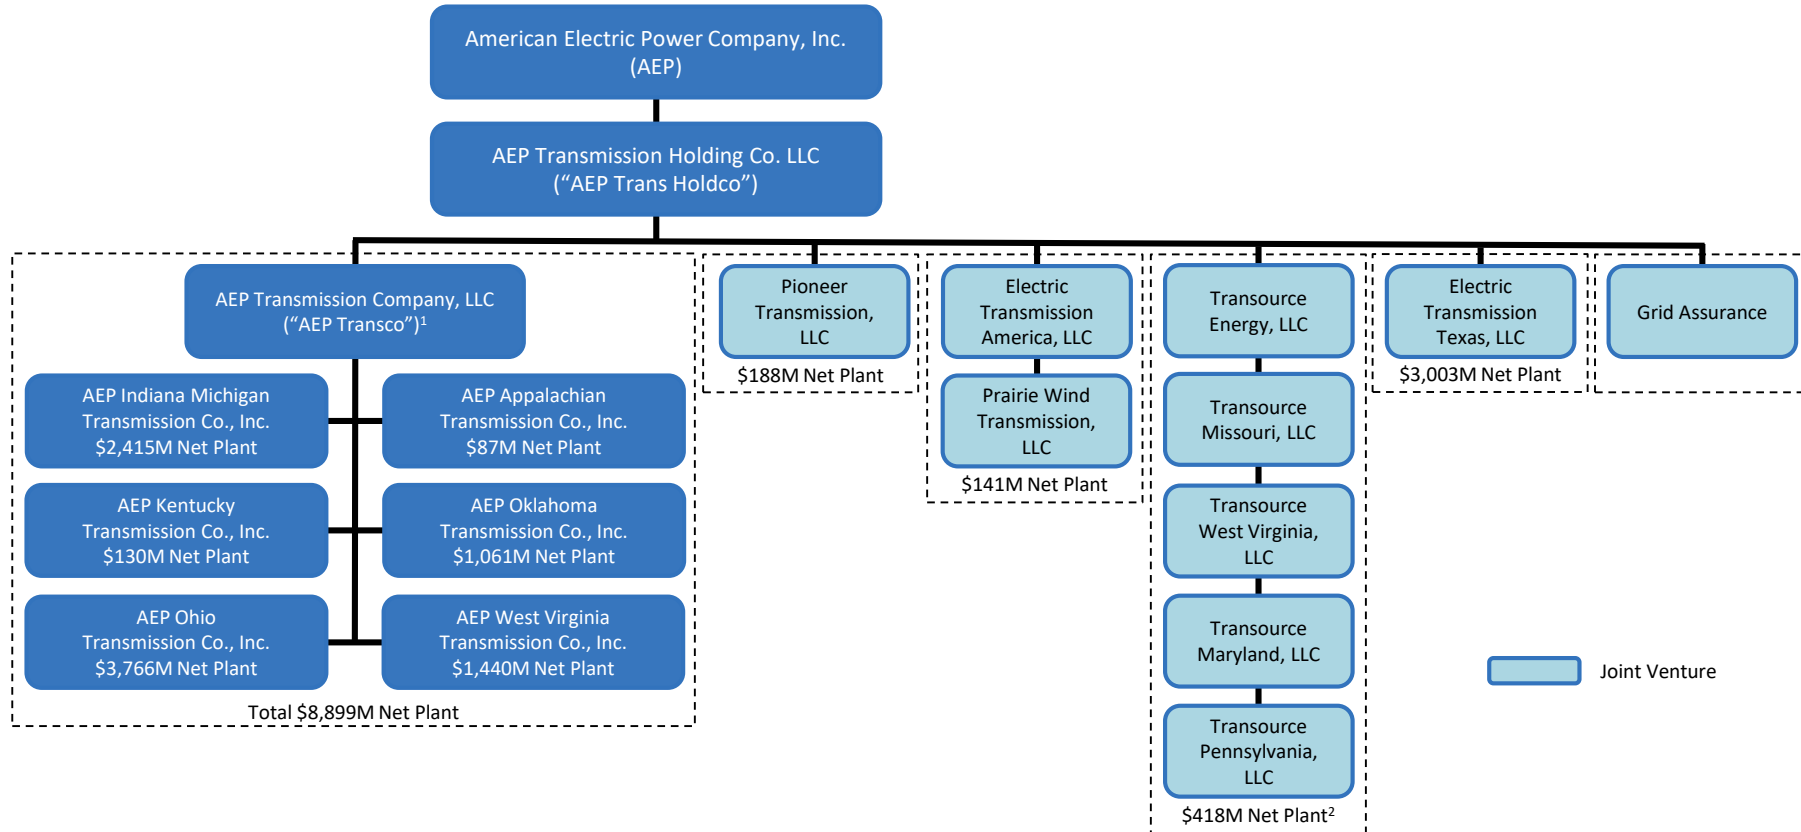 American Electric Power Company, Inc.
(AEP)
AEP Transmission Holding Co. LLC
(“AEP Trans Holdco”)
AEP Transmission Company, LLC
(“AEP Transco”)1
AEP Indiana Michigan
Transmission Co., Inc.
$2,415M Net Plant
AEP Appalachian
Transmission Co., Inc.
$87M Net Plant
AEP Kentucky
Transmission Co., Inc.
$130M Net Plant
AEP Oklahoma
Transmission Co., Inc.
$1,061M Net Plant
AEP Ohio
Transmission Co., Inc.
$3,766M Net Plant
AEP West Virginia
Transmission Co., Inc.
$1,440M Net Plant
Total $8,899M Net Plant
Pioneer
Transmission,
LLC
$188M Net Plant
Electric
Transmission
America, LLC
Prairie Wind
Transmission,
LLC
$141M Net Plant
Transource
Energy, LLC
Transource
Missouri, LLC
Transource
West Virginia,
LLC
Transource
Maryland, LLC
Transource
Pennsylvania,
LLC
$418M Net Plant2
Electric
Transmission
Texas, LLC
$3,003M Net Plant
Grid Assurance
Joint Venture